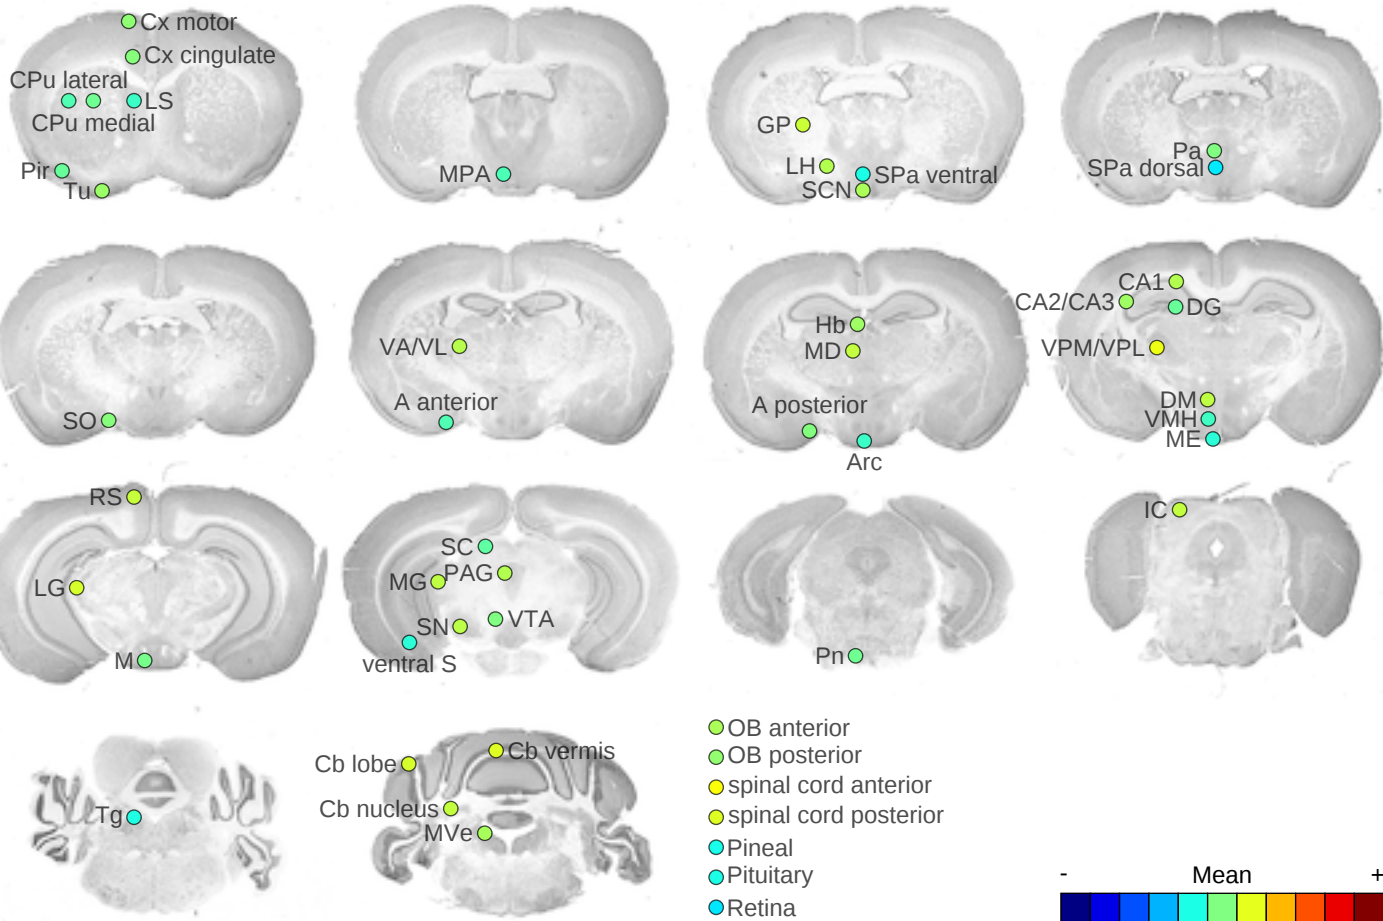 Cx motor
Cx cingulate
CPu lateral
LS
CPu medial
Pir
Tu
MPA
GP
LH
SPa ventral
SCN
Pa
SPa dorsal
SO
VA/VL
A anterior
Hb
MD
A posterior
Arc
CA1
CA2/CA3
DG
VPM/VPL
DM
VMH
ME
RS
LG
M
SC
MG
PAG
SN
VTA
ventral S
Pn
IC
Tg
Cb lobe
Cb vermis
Cb nucleus
MVe
OB anterior
OB posterior
spinal cord anterior
spinal cord posterior
Pineal
Pituitary
Retina
- Mean +